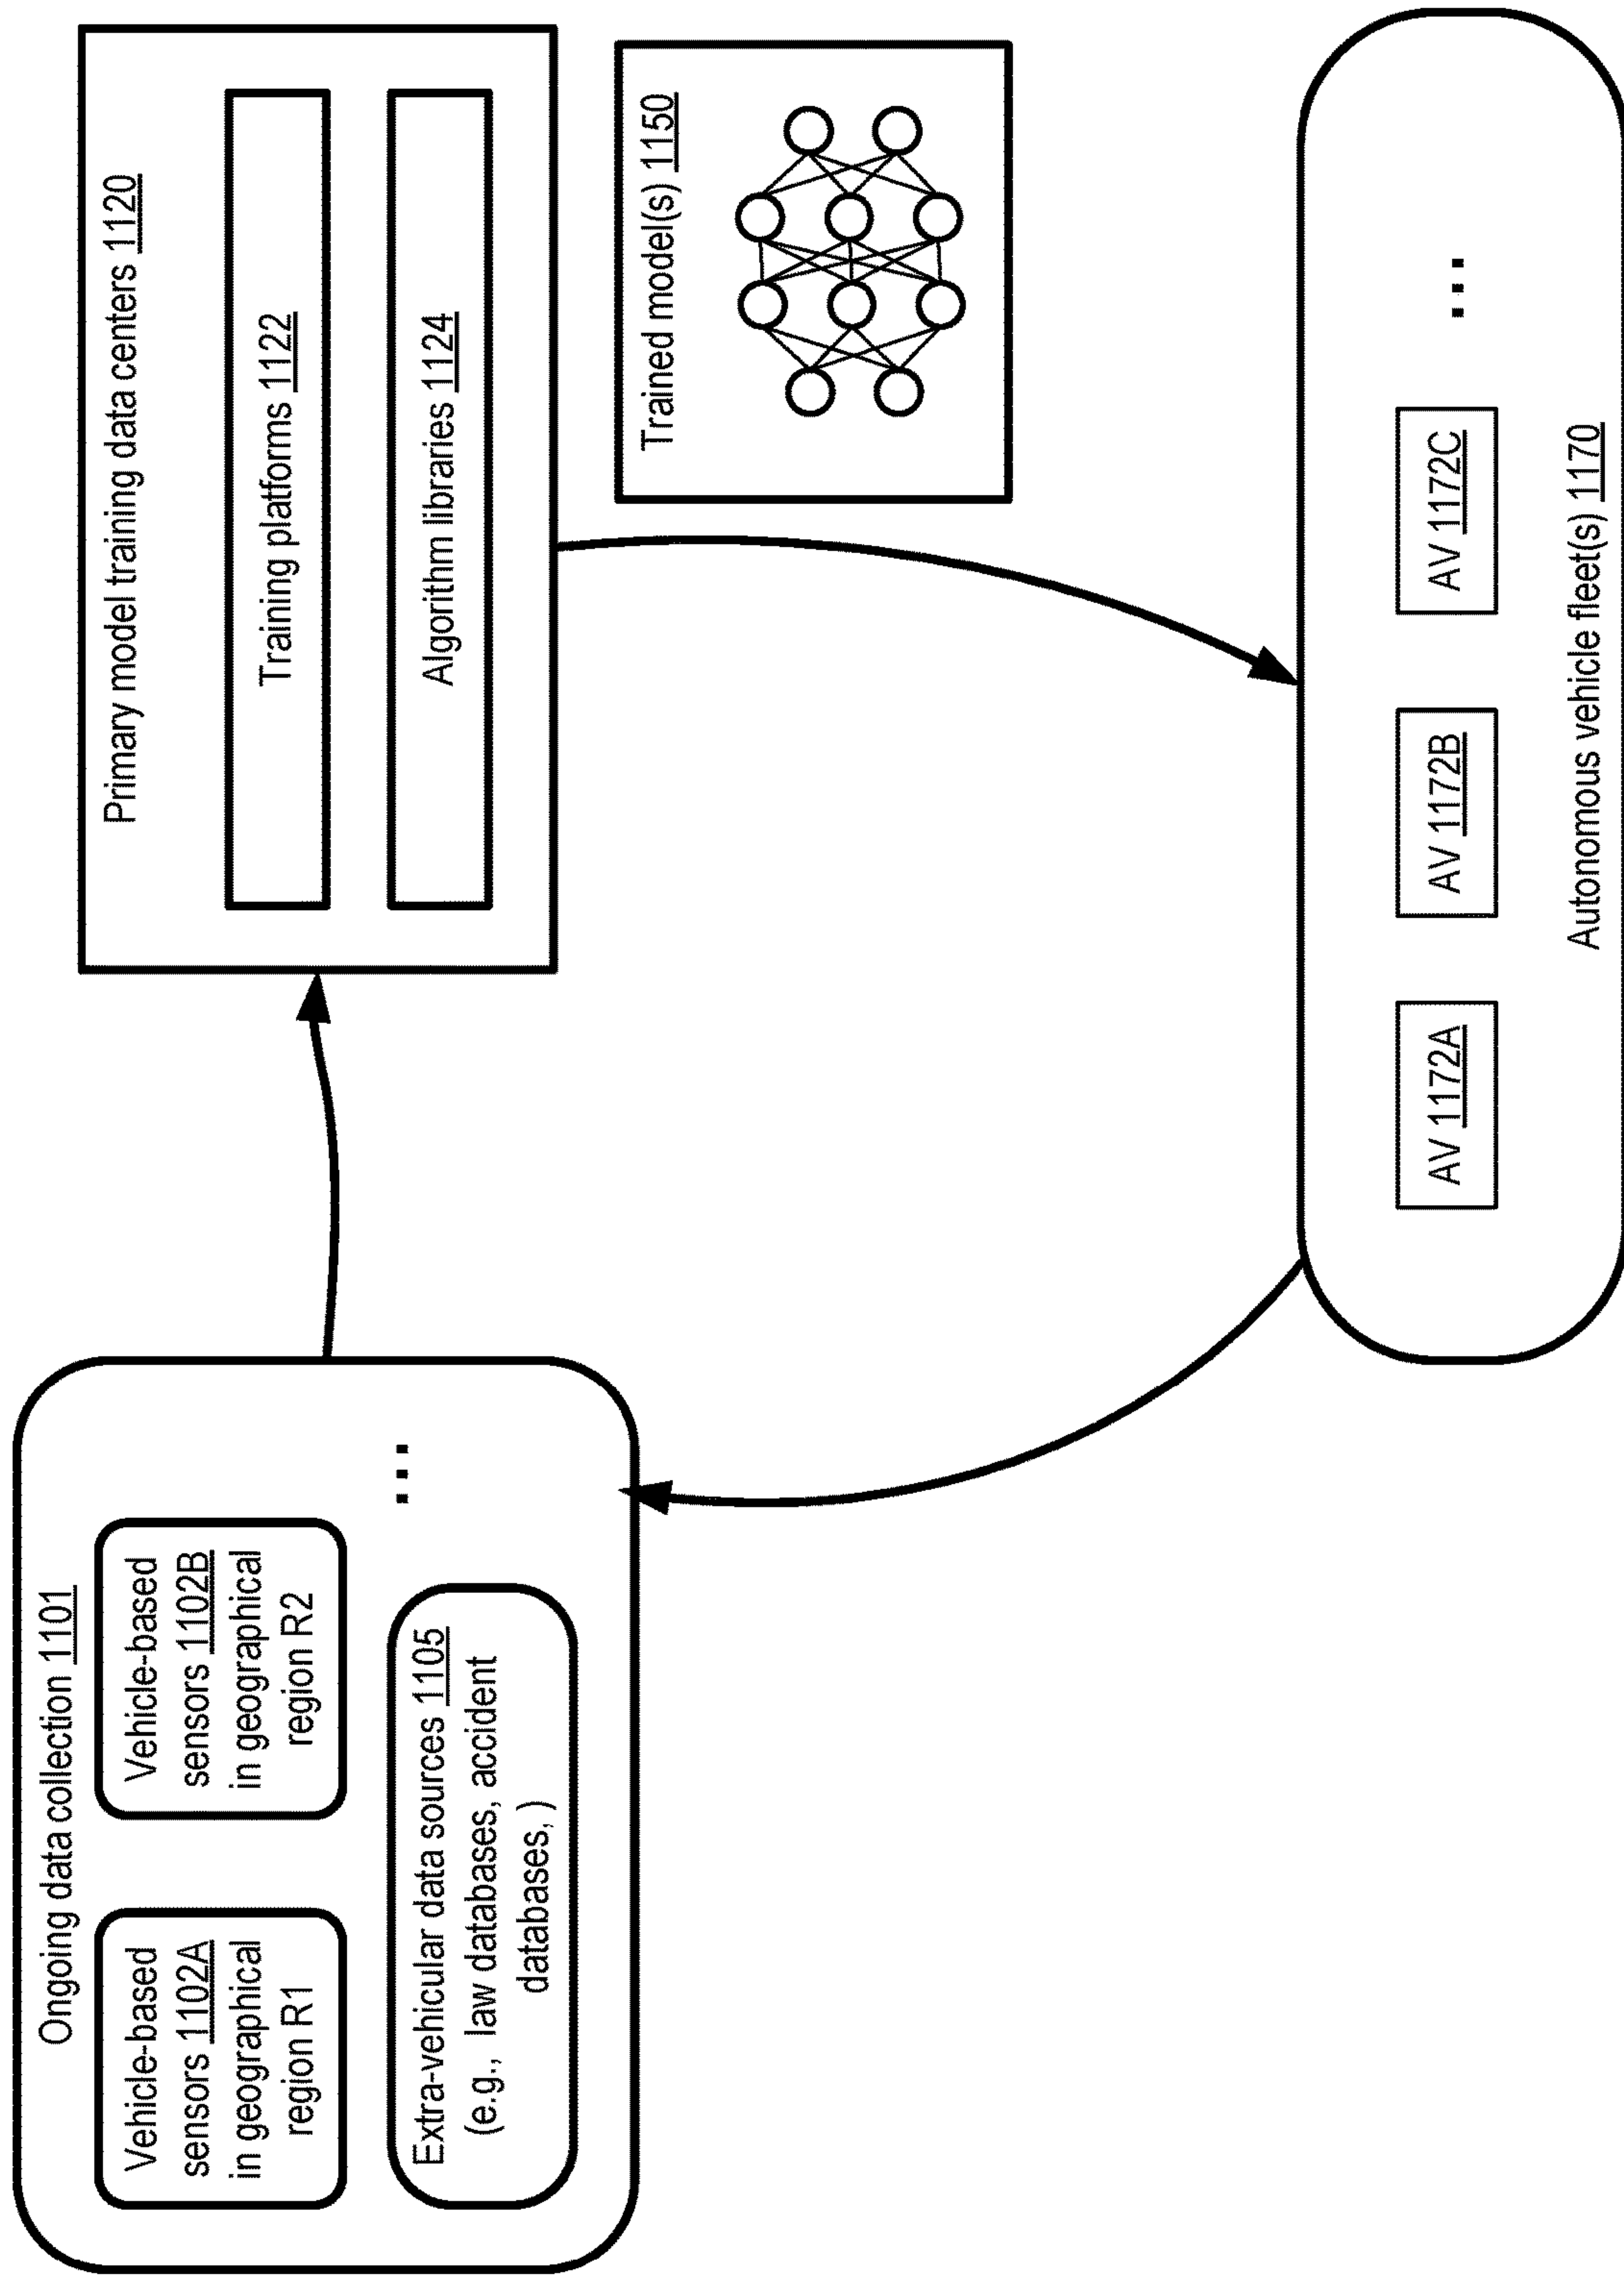 Ongoing data collection 1101
Vehicle-based
sensors 1102A
in geographical
region R1
Vehicle-based
sensors 1102B
in geographical
region R2
...
Extra-vehicular data sources 1105
(e.g., law databases, accident
databases, )
Primary model training data centers 1120
Training platforms 1122
Algorithm libraries 1124
Trained model(s) 1150
AV 1172A
AV 1172B
AV 1172C
...
Autonomous vehicle fleet(s) 1170